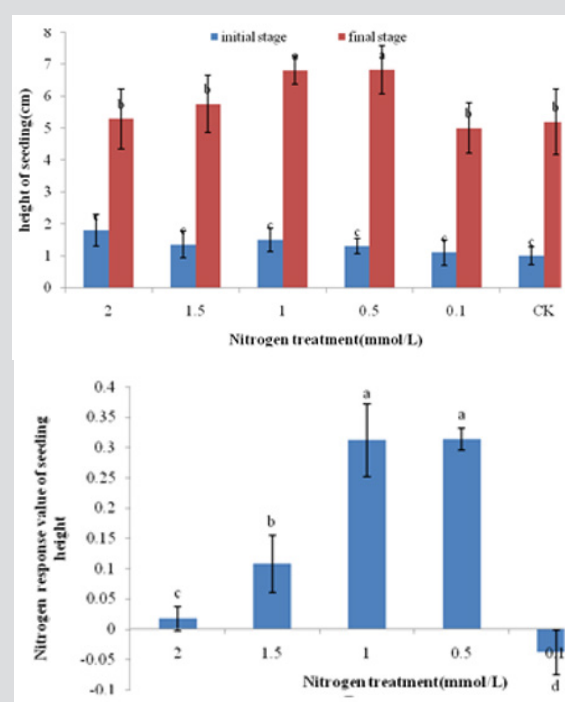 8
initial stage final stage
7
6
5
4
3
2
1
0
height of seeding(cm)
b b a b b
c c c c c
2 1.5 1 0.5 0.1 CK
Nitrogen treatment(mmol/L)
0.4
0.35
0.3
0.25
0.2
0.15
0.1
0.05
0
-0.05
-0.1
Nitrogen response value of seeding
height
c b a a d
2 1.5 1 0.5 0.1
Nitrogen treatment(mmol/L)